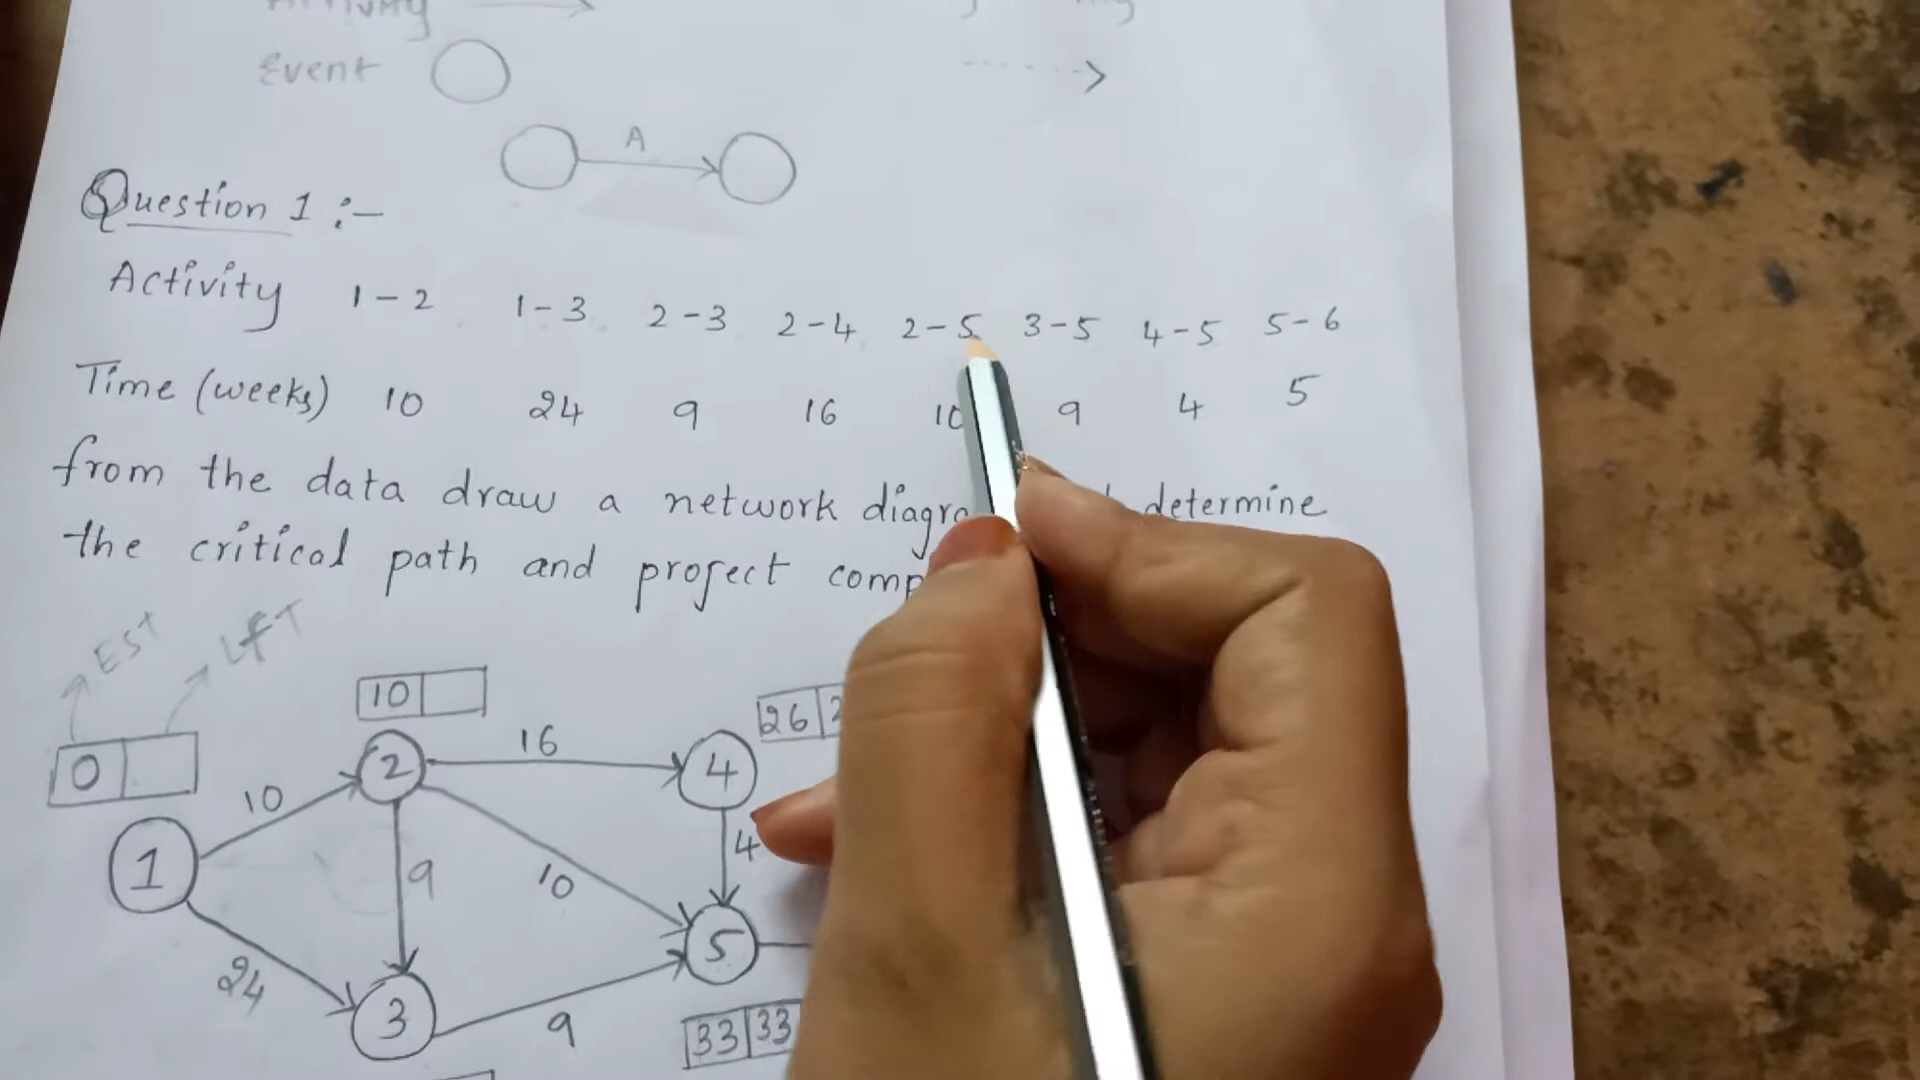 Event
A
Question 1 :-
Activity 1-2 1-3 2-3 2-4 2-5 3-5 4-5 5-6
Time (weeks) 10 24 9 16 10 9 4 5
from the data draw a network diagra determine
the critical path and project comp
EST LFT
10
26 2
0
16
2 4
10
4
1 9 10
5
24
3 9
33 33